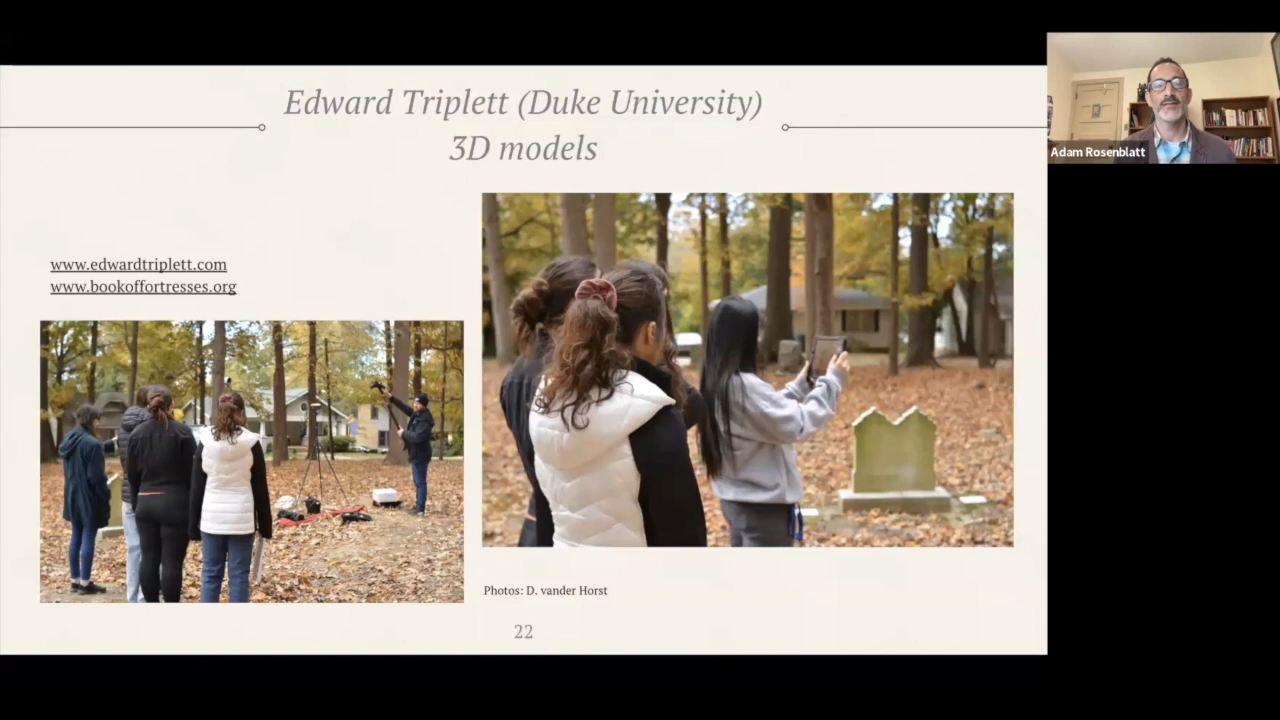 Edward Triplett (Duke University)
3D models
www.edwardtriplett.com
www.bookoffortresses.org
Photos: D. vander Horst
22
Adam Rosenblatt